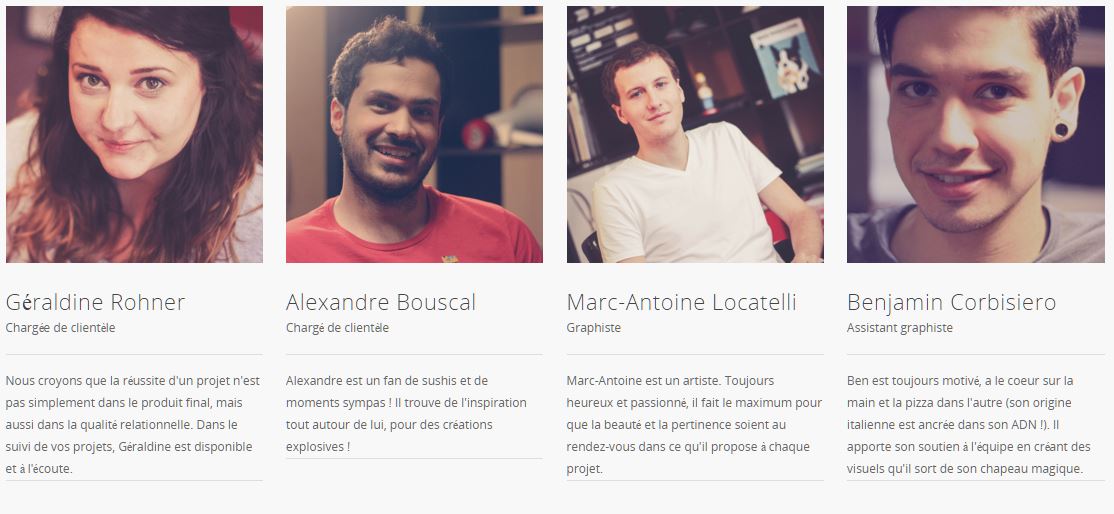 Géraldine Rohner
Chargée de clientèle
Nous croyons que la réussite d'un projet n'est
pas simplement dans le produit final, mais
aussi dans la qualité relationnelle. Dans le
suivi de vos projets, Géraldine est disponible
et à l'écoute.
Alexandre Bouscal
Chargé de clientèle
Alexandre est un fan de sushis et de
moments sympas ! Il trouve de l'inspiration
tout autour de lui, pour des créations
explosives !
Marc-Antoine Locatelli
Graphiste
Marc-Antoine est un artiste. Toujours
heureux et passionné, il fait le maximum pour
que la beauté et la pertinence soient au
rendez-vous dans ce qu'il propose à chaque
projet.
Benjamin Corbisiero
Assistant graphiste
Ben est toujours motivé, a le coeur sur la
main et la pizza dans l'autre (son origine
italienne est ancrée dans son ADN !). Il
apporte son soutien à l'équipe en créant des
visuels qu'il sort de son chapeau magique.